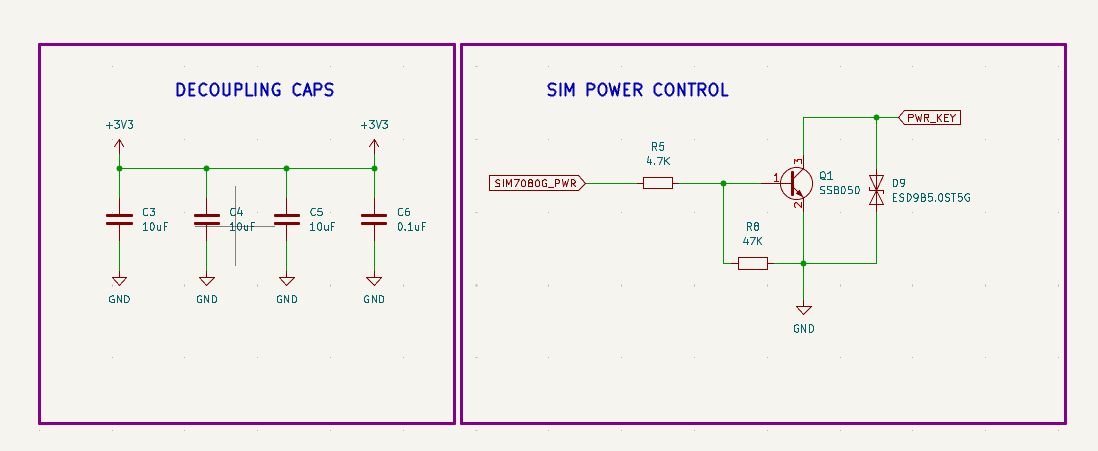 DECOUPLING CAPS
+3V3
+3V3
C3
10uF
C4
10uF
C5
10uF
C6
0.1uF
GND
GND
GND
GND
SIM POWER CONTROL
PWR_KEY
R5
4.7K
SIM7080G_PWR
1
3
2
Q1
SS8050
D9
ESD9B5.0ST5G
R8
47K
GND